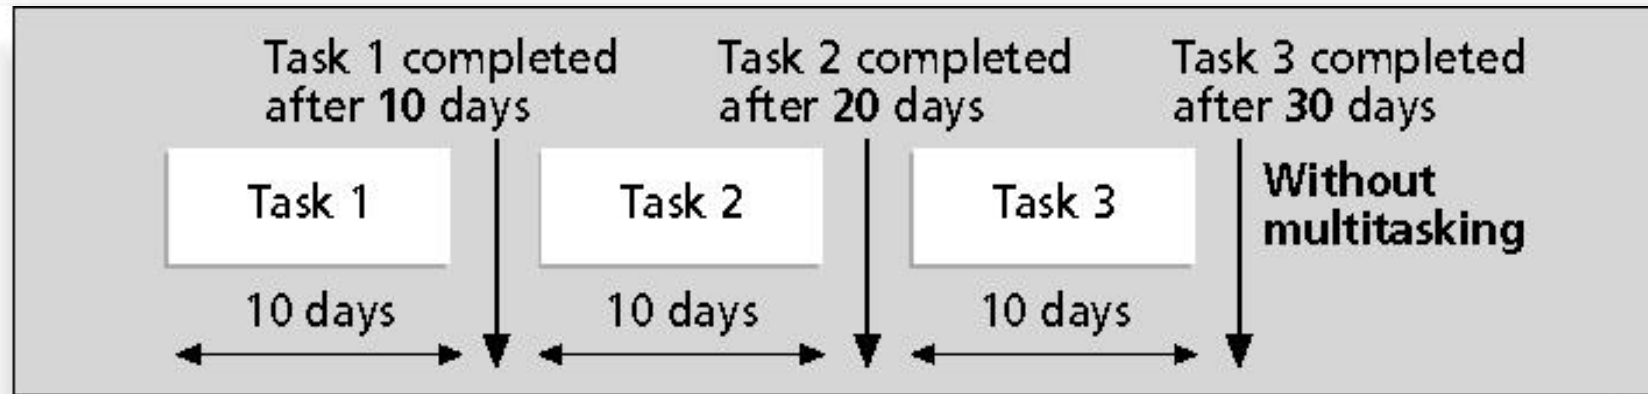 Task 1 completed
after 10 days
Task 2 completed
after 20 days
Task 3 completed
after 30 days
Task 1
Task 2
Task 3
Without
multitasking
10 days
10 days
10 days